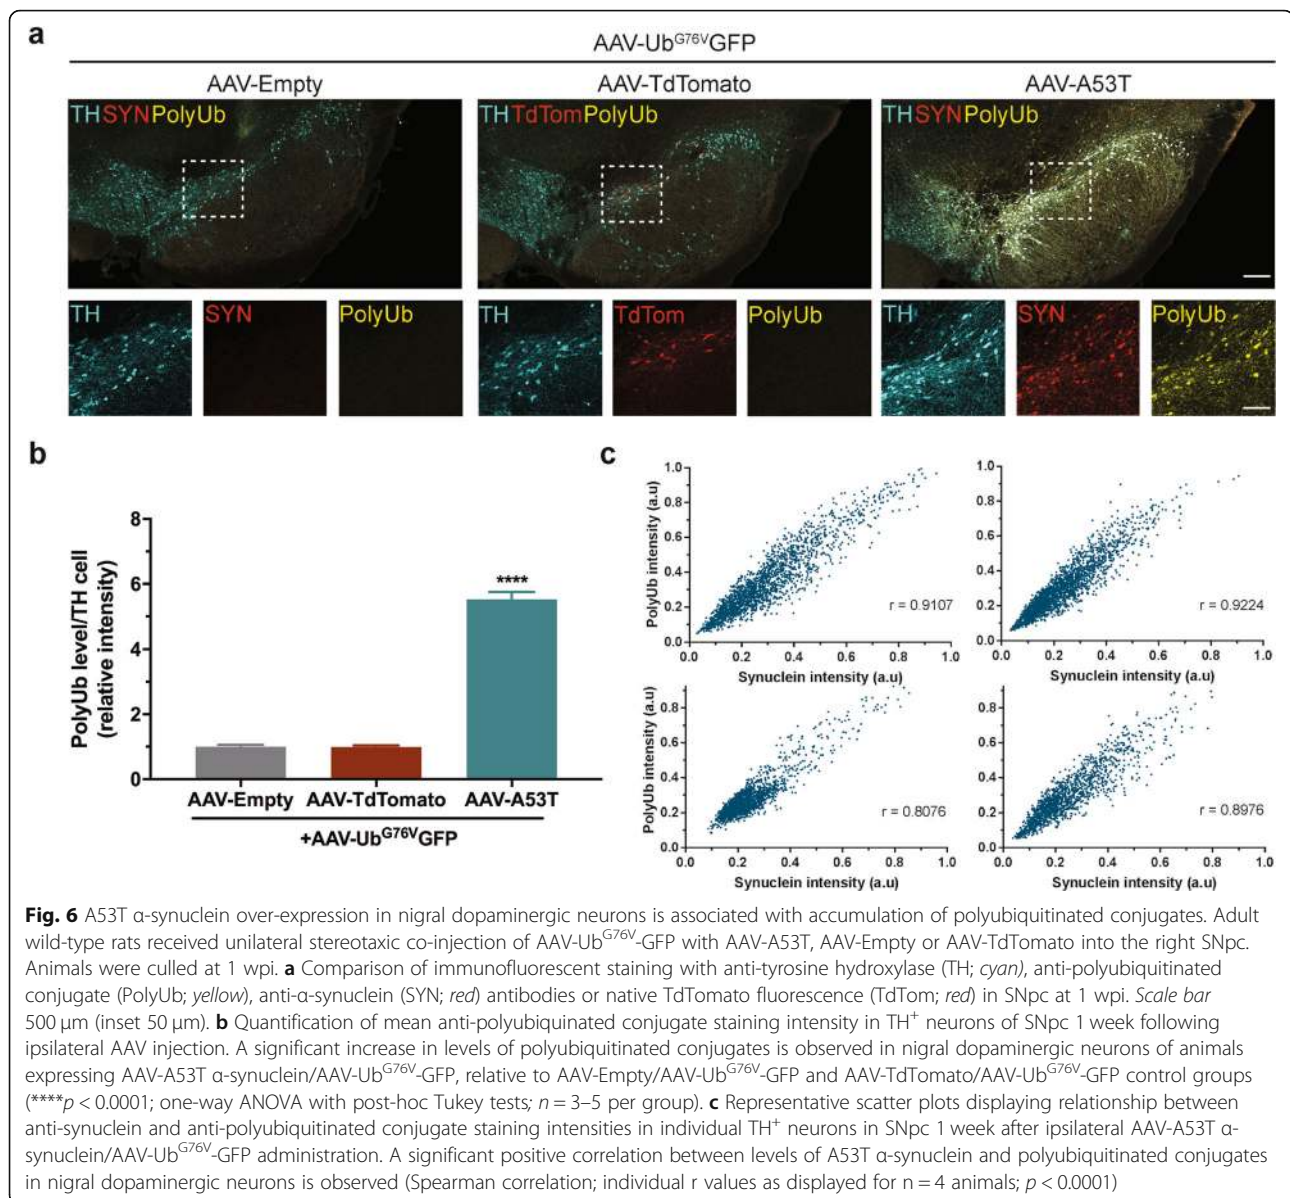 a
AAV-Ub^G76V GFP
AAV-Empty
AAV-TdTomato
AAV-A53T
TH SYN PolyUb
TH TdTom PolyUb
TH SYN PolyUb
TH
SYN
PolyUb
TH
TdTom
PolyUb
TH
SYN
PolyUb
b
PolyUb level/TH cell
(relative intensity)
8
6
4
2
0
****
AAV-Empty
AAV-TdTomato
AAV-A53T
+AAV-Ub^G76V GFP
c
PolyUb intensity (a.u)
1.0
0.8
0.6
0.4
0.2
0.0
r = 0.9107
0.0 0.2 0.4 0.6 0.8 1.0
Synuclein intensity (a.u)
1.0
0.8
0.6
0.4
0.2
0.0
r = 0.9224
0.0 0.2 0.4 0.6 0.8 1.0
Synuclein intensity (a.u)
PolyUb intensity (a.u)
0.8
0.6
0.4
0.2
0.0
r = 0.8076
0.0 0.2 0.4 0.6 0.8 1.0
Synuclein intensity (a.u)
0.8
0.6
0.4
0.2
0.0
r = 0.8976
0.0 0.2 0.4 0.6 0.8 1.0
Synuclein intensity (a.u)
Fig. 6 A53T α-synuclein over-expression in nigral dopaminergic neurons is associated with accumulation of polyubiquitinated conjugates. Adult
wild-type rats received unilateral stereotaxic co-injection of AAV-Ub^G76V-GFP with AAV-A53T, AAV-Empty or AAV-TdTomato into the right SNpc.
Animals were culled at 1 wpi. a Comparison of immunofluorescent staining with anti-tyrosine hydroxylase (TH; cyan), anti-polyubiquitinated
conjugate (PolyUb; yellow), anti-α-synuclein (SYN; red) antibodies or native TdTomato fluorescence (TdTom; red) in SNpc at 1 wpi. Scale bar
500 μm (inset 50 μm). b Quantification of mean anti-polyubiquinated conjugate staining intensity in TH⁺ neurons of SNpc 1 week following
ipsilateral AAV injection. A significant increase in levels of polyubiquitinated conjugates is observed in nigral dopaminergic neurons of animals
expressing AAV-A53T α-synuclein/AAV-Ub^G76V-GFP, relative to AAV-Empty/AAV-Ub^G76V-GFP and AAV-TdTomato/AAV-Ub^G76V-GFP control groups
(****p < 0.0001; one-way ANOVA with post-hoc Tukey tests; n = 3–5 per group). c Representative scatter plots displaying relationship between
anti-synuclein and anti-polyubiquitinated conjugate staining intensities in individual TH⁺ neurons in SNpc 1 week after ipsilateral AAV-A53T α-
synuclein/AAV-Ub^G76V-GFP administration. A significant positive correlation between levels of A53T α-synuclein and polyubiquitinated conjugates
in nigral dopaminergic neurons is observed (Spearman correlation; individual r values as displayed for n = 4 animals; p < 0.0001)